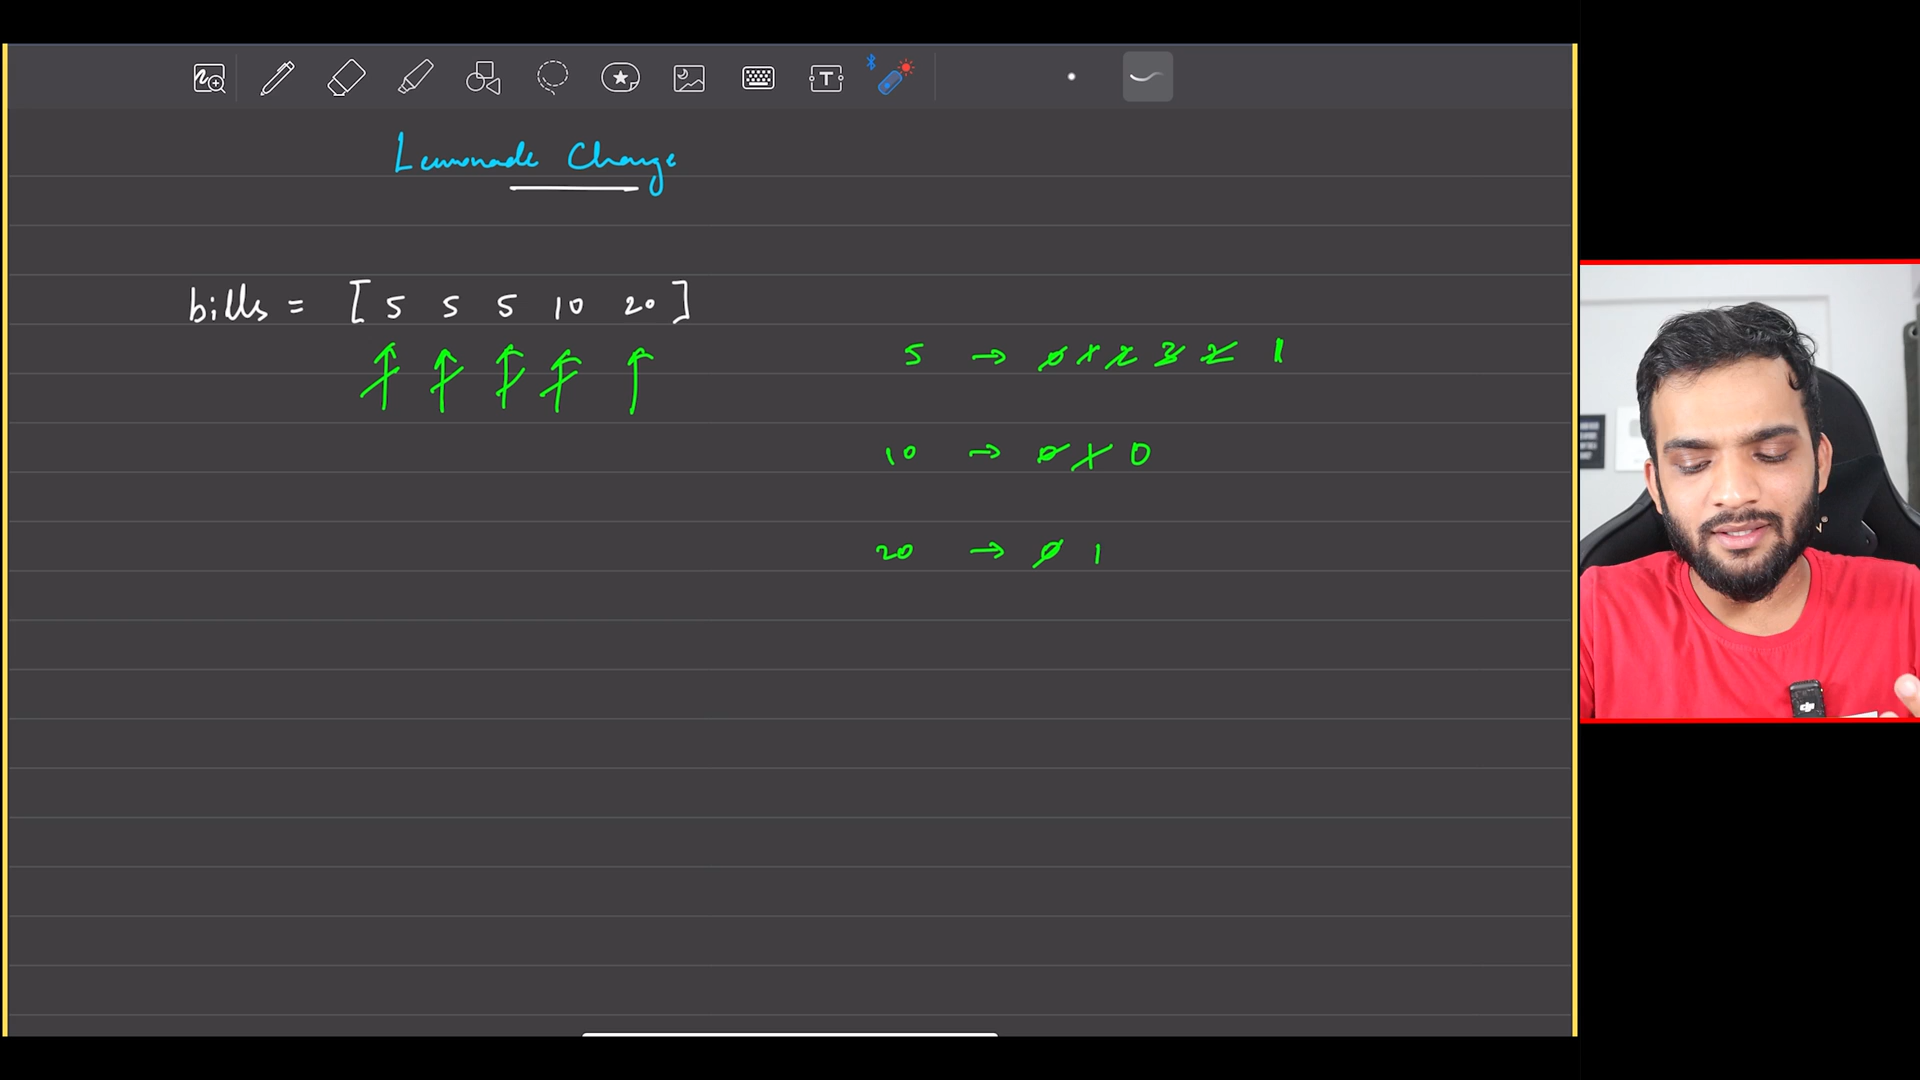 Lemonade Change
bills = [ 5 5 5 10 20 ]
5 → 0 1 2 3 2 1
10 → 0 1 0
20 → 0 1